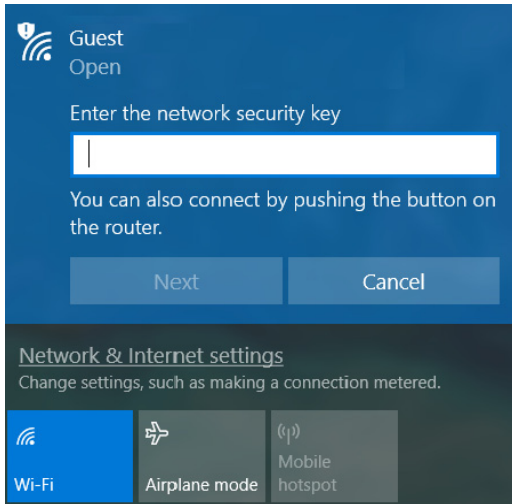 Guest
Open
Enter the network security key
You can also connect by pushing the button on
the router.
Next
Cancel
Network & Internet settings
Change settings, such as making a connection metered.
Wi-Fi
Airplane mode
Mobile
hotspot